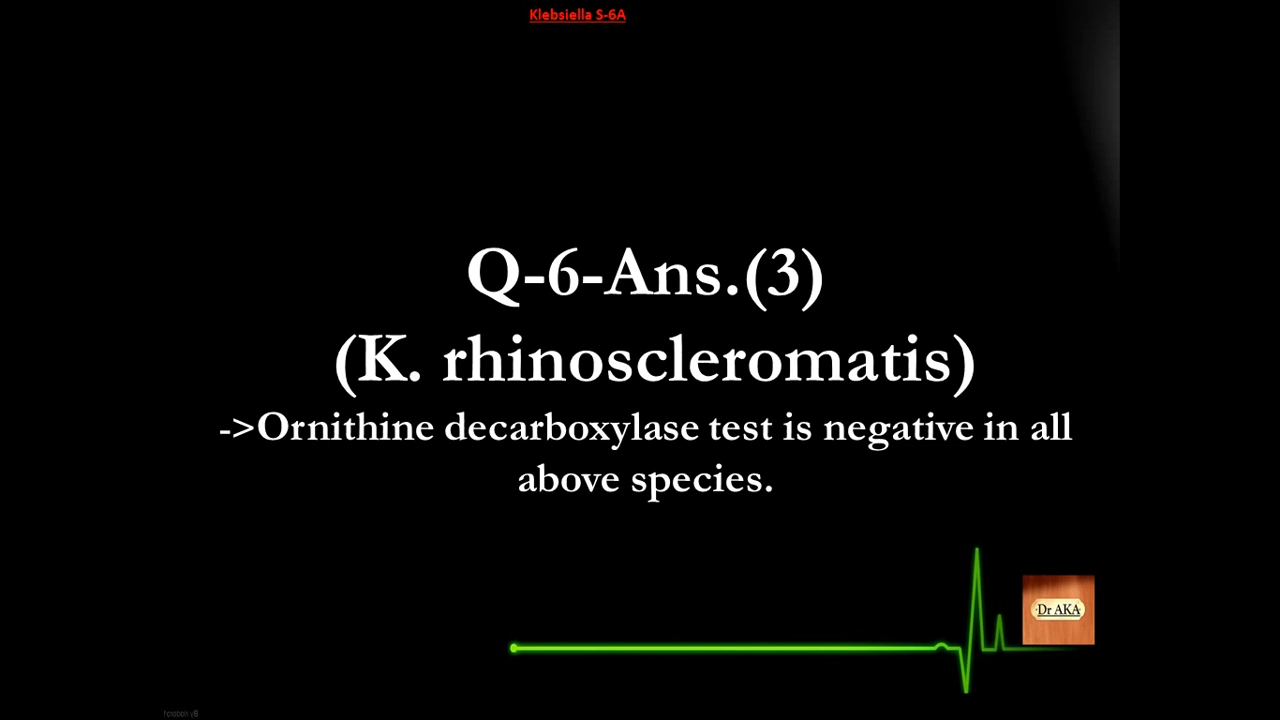 Klebsiella S-6A
Q-6-Ans.(3)
(K. rhinoscleromatis)
->Ornithine decarboxylase test is negative in all
above species.
Dr AKA